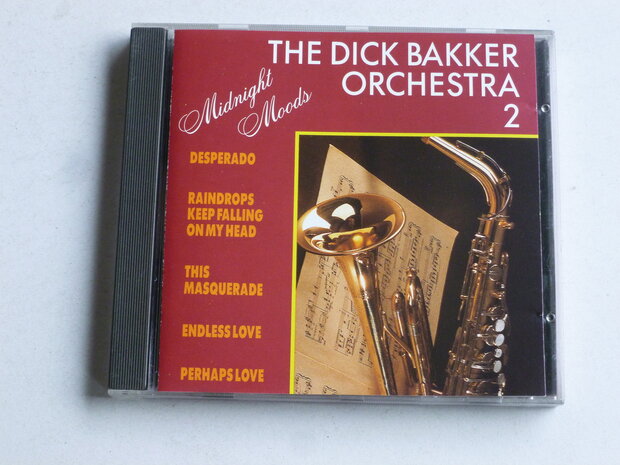 THE DICK BAKKER
ORCHESTRA
2
Midnight
Moods
DESPERADO
RAINDROPS
KEEP FALLING
ON MY HEAD
THIS
MASQUERADE
ENDLESS LOVE
PERHAPS LOVE